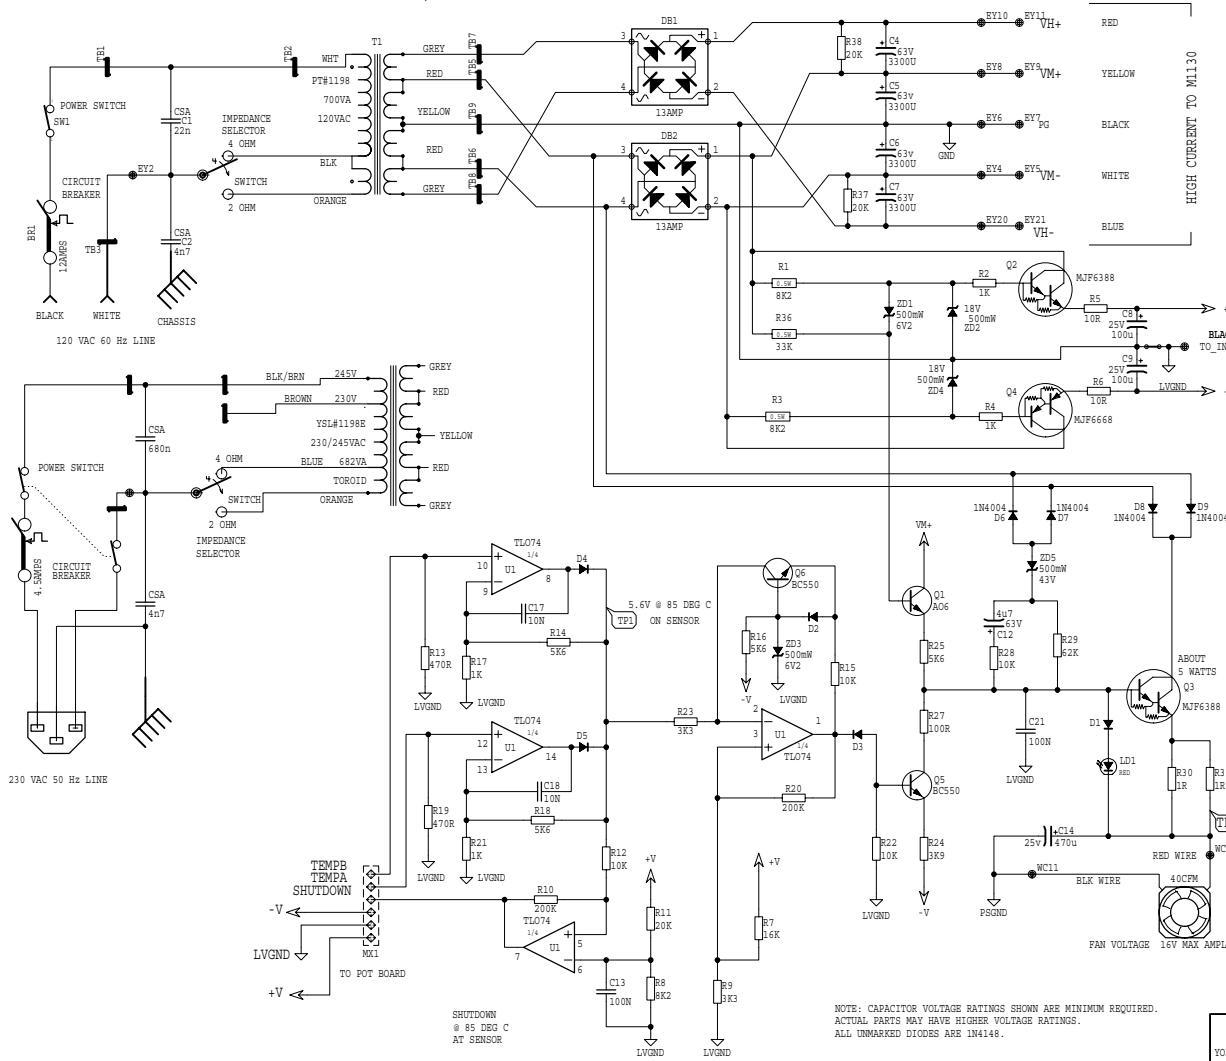 DB1
EY10
EY11
VH+
RED
T1
TB7
GREY
TB5
RED
3
1
R38
20K
C4
63V
3300U
TB1
TB2
WHT
PT#1198
700VA
120VAC
EY8
EY9
VM+
YELLOW
4
2
13AMP
C5
63v
3300U
HIGH CURRENT TO M1130
POWER SWITCH
SW1
CSA
C1
22n
IMPEDANCE
SELECTOR
4 OHM
YELLOW
TB9
EY6
EY7
PG
BLACK
DB2
GND
C6
63v
3300U
BLK
RED
TB6
3
1
EY2
4
SWITCH
2 OHM
ORANGE
GREY
TB8
4
2
13AMP
EY4
EY5
VM-
WHITE
R37
20K
C7
63V
3300U
CIRCUIT
BREAKER
BR1
12AMPS
TB3
CSA
C2
4n7
EY20
EY21
VH-
BLUE
BLACK
WHITE
CHASSIS
120 VAC 60 Hz LINE
R1
0.5W
8K2
R36
0.5W
33K
ZD1
500mW
6V2
18V
500mW
ZD2
R2
1K
Q2
MJF6388
R5
10R
C8
25V
100u
TO_IN
C9
25V
100u
LVGND
18V
500mW
ZD4
R3
0.5W
8K2
R4
1K
Q4
MJF6668
R6
10R
BLK/BRN
245V
BROWN
230V
YSL#1198E
230/245VAC
BLUE
682VA
TOROID
ORANGE
GREY
RED
YELLOW
RED
GREY
CSA
680n
POWER SWITCH
4 OHM
4
SWITCH
2 OHM
IMPEDANCE
SELECTOR
4.5AMPS
CIRCUIT
BREAKER
CSA
4n7
230 VAC 50 Hz LINE
1N4004
D6
1N4004
D7
D8
1N4004
D9
1N4004
ZD5
500mW
43V
VM+
TLO74
1/4
10
U1
9
8
D4
C17
10N
R14
5K6
TP1
5.6V @ 85 DEG C
ON SENSOR
R13
470R
R17
1K
LVGND
LVGND
Q6
BC550
R16
5K6
ZD3
500mW
6V2
D2
-V
LVGND
R15
10K
Q1
AO6
R25
5K6
4u7
63V
C12
R28
10K
R29
62K
ABOUT
5 WATTS
Q3
MJF6388
TLO74
1/4
12
U1
13
14
D5
C18
10N
R18
5K6
R19
470R
R21
1K
LVGND
LVGND
R23
3K3
2
3
U1
1/4
1
TLO74
D3
R20
200K
R27
100R
Q5
BC550
C21
100N
LVGND
D1
LD1
RED
R30
1R
R3
1R
R22
10K
R24
3K9
25v
C14
470u
RED WIRE
WC
WC11
BLK WIRE
40CFM
PSGND
FAN VOLTAGE
16V MAX AMPL
LVGND
-V
R12
10K
TEMPB
TEMPA
SHUTDOWN
-V
LVGND
+V
MX1
TO POT BOARD
R10
200K
TLO74
1/4
U1
7
5
6
+V
R11
20K
R8
8K2
C13
100N
LVGND
+V
R7
16K
R9
3K3
LVGND
SHUTDOWN
@ 85 DEG C
AT SENSOR
NOTE: CAPACITOR VOLTAGE RATINGS SHOWN ARE MINIMUM REQUIRED.
ACTUAL PARTS MAY HAVE HIGHER VOLTAGE RATINGS.
ALL UNMARKED DIODES ARE 1N4148.